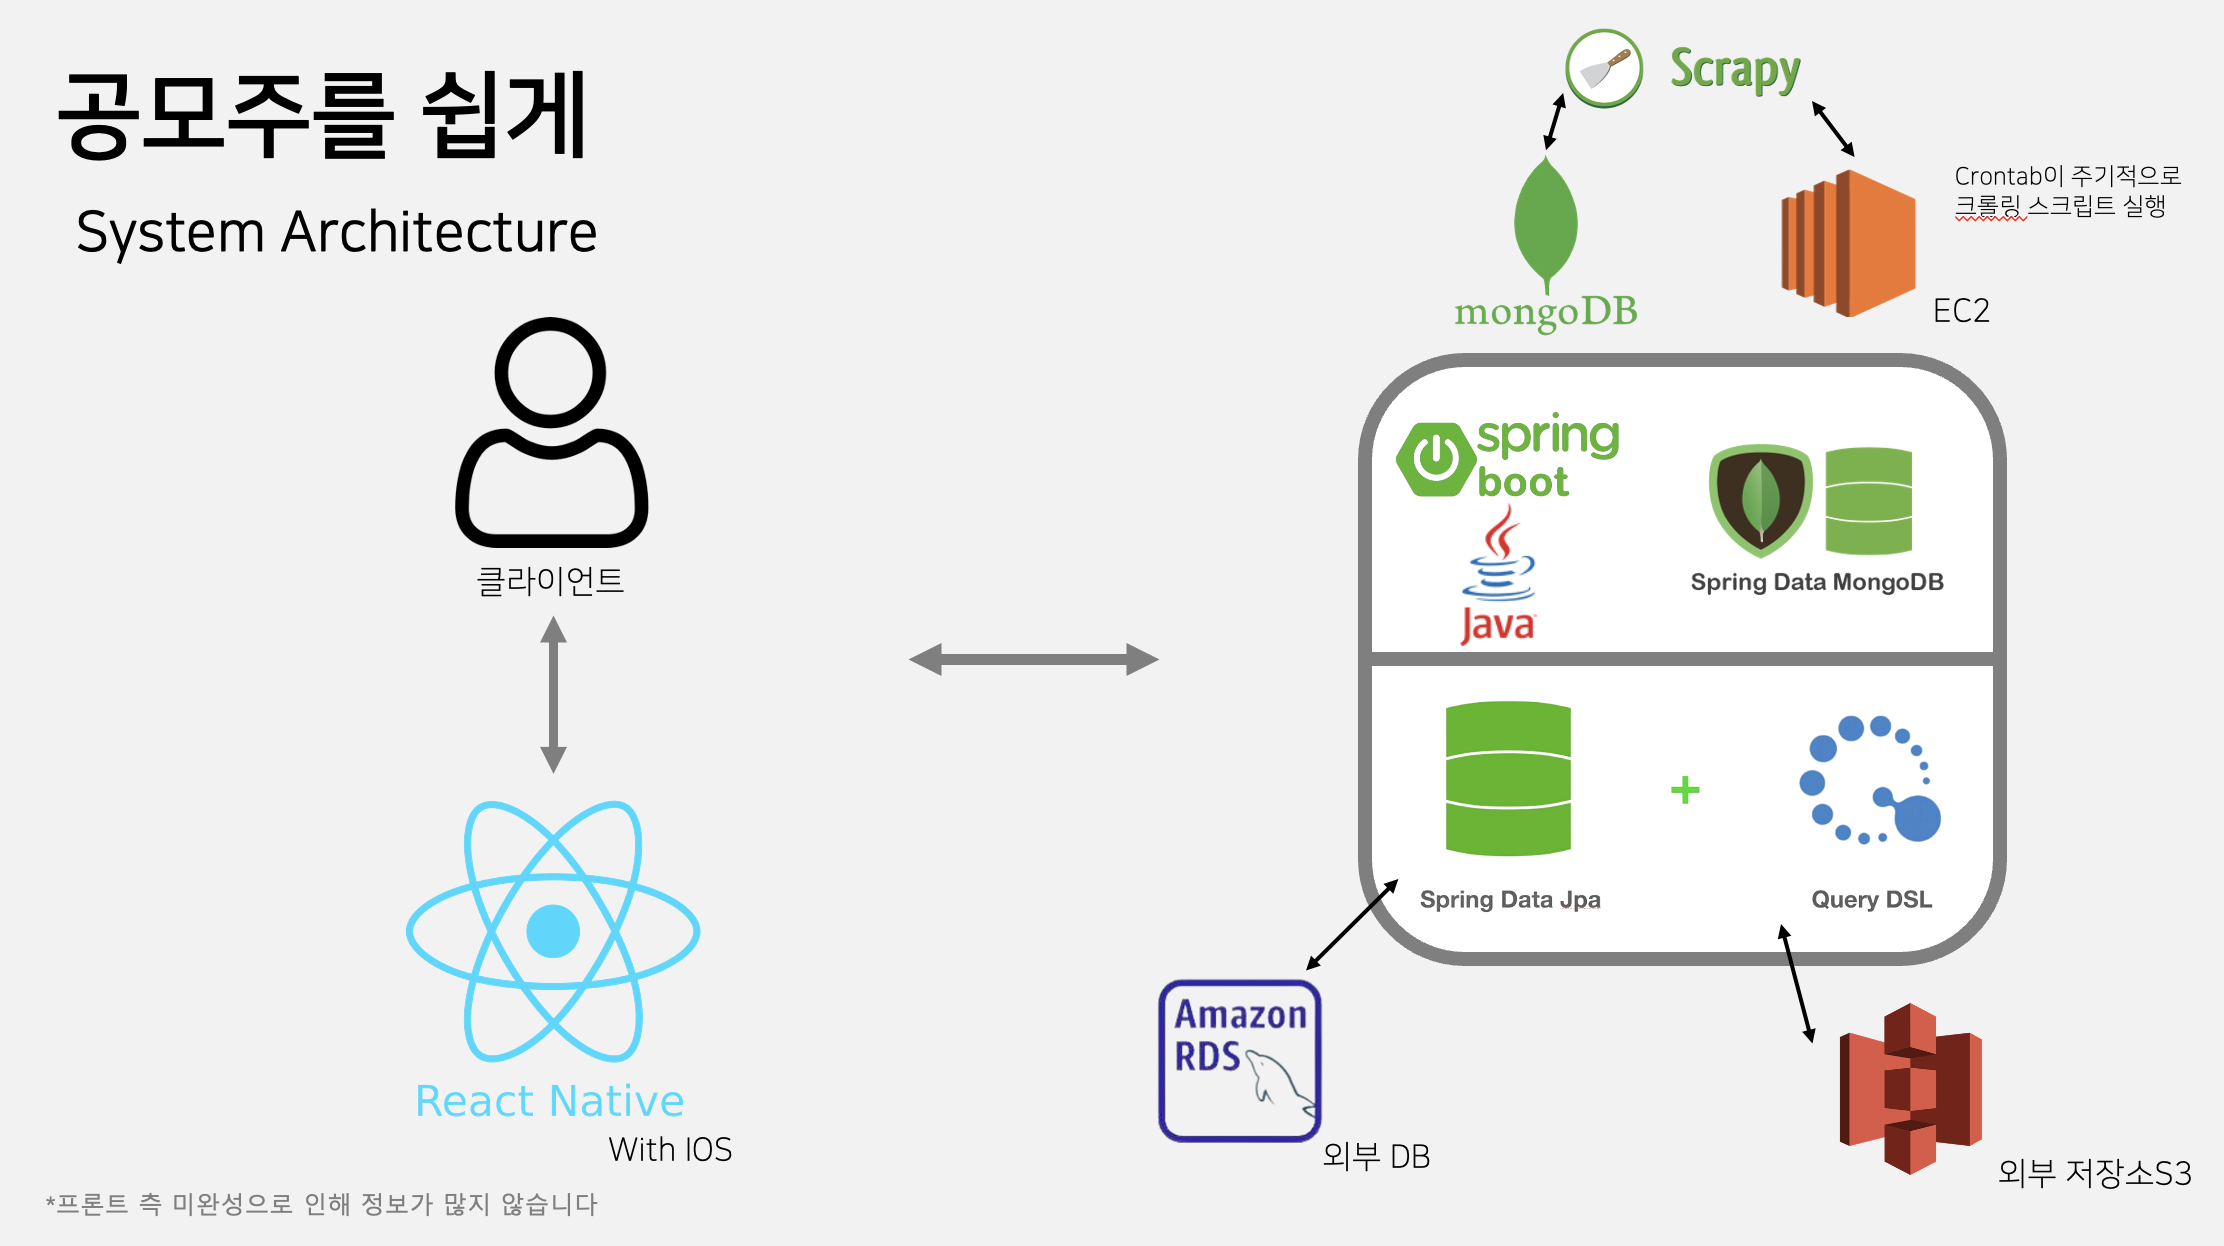 공모주를 쉽게
System Architecture
클라이언트
React Native
With IOS
*프론트 측 미완성으로 인해 정보가 많지 않습니다
Scrapy
mongoDB
Crontab이 주기적으로
크롤링 스크립트 실행
EC2
spring
boot
Java
Spring Data MongoDB
Spring Data Jpa
+
Query DSL
Amazon
RDS
외부 DB
외부 저장소S3